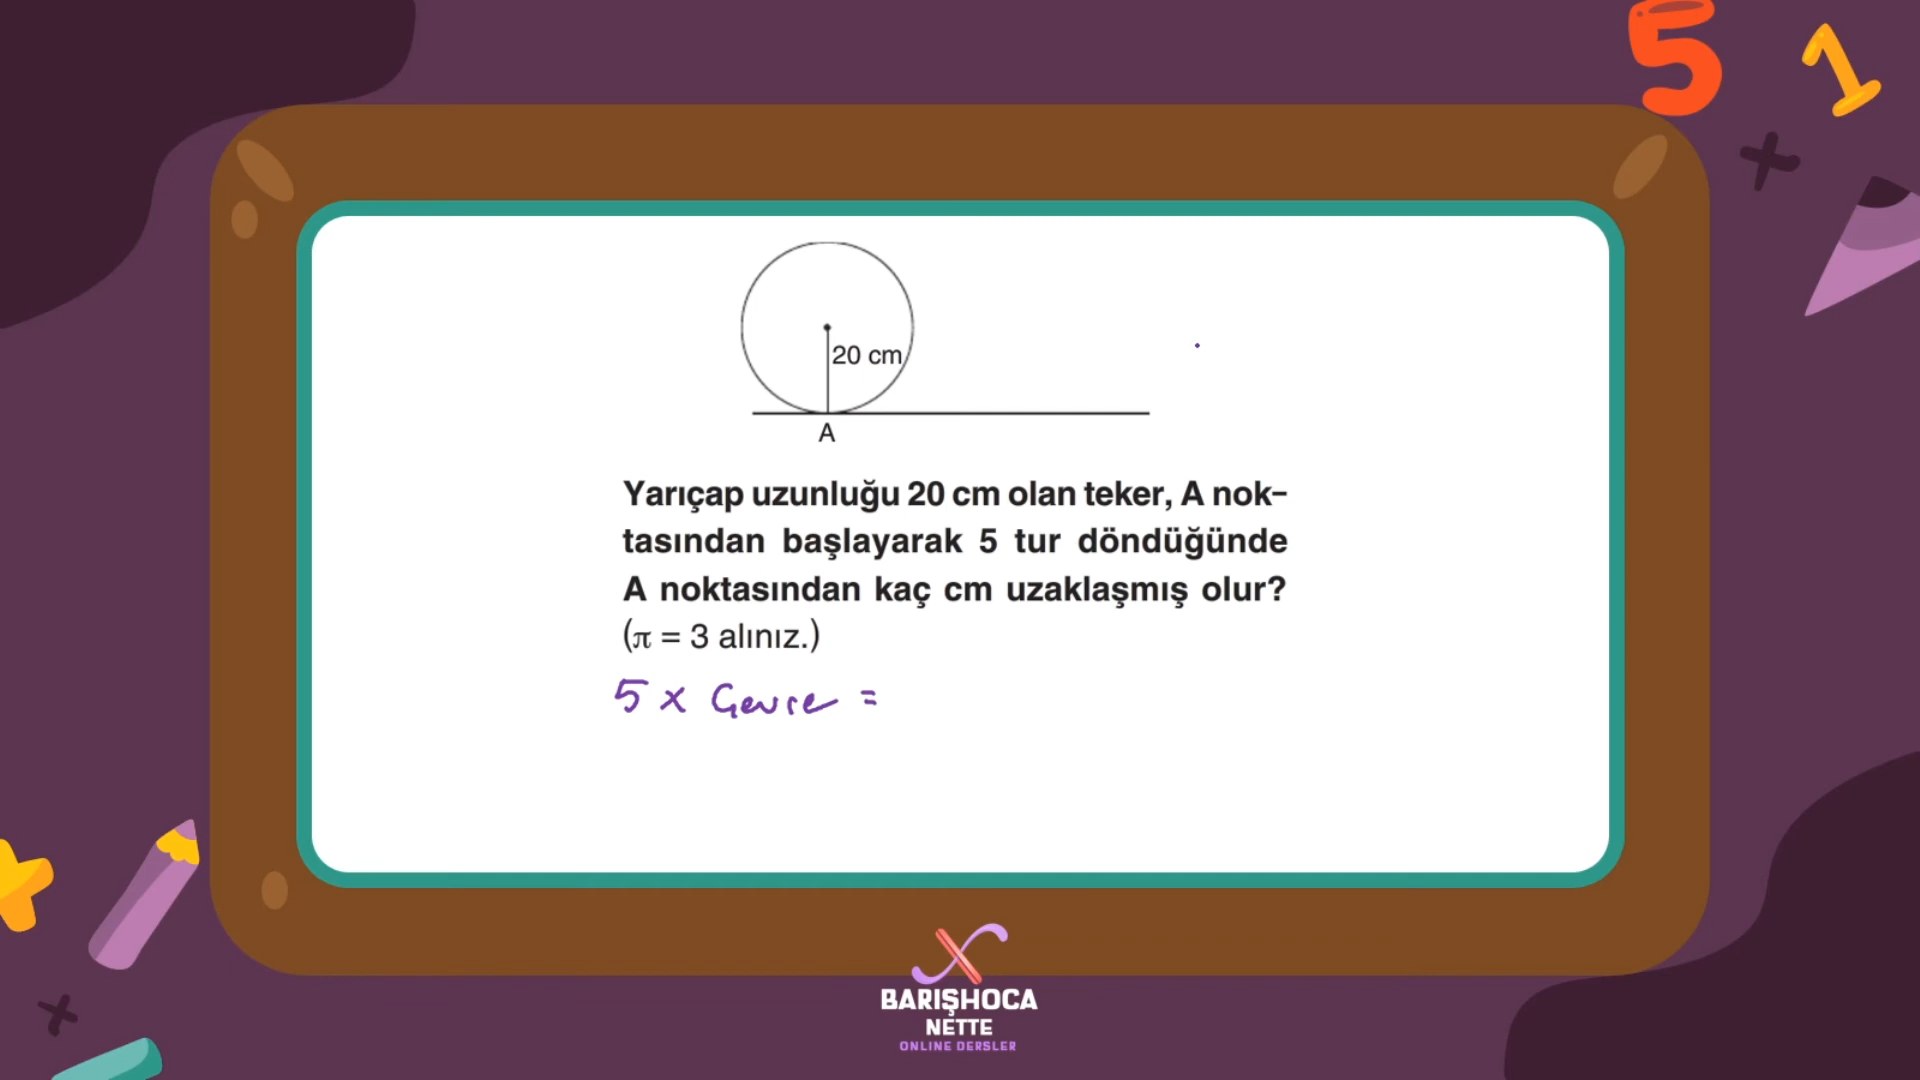 5 1
20 cm
A
Yarıçap uzunluğu 20 cm olan teker, A nok-
tasından başlayarak 5 tur döndüğünde
A noktasından kaç cm uzaklaşmış olur?
(π = 3 alınız.)
5 x Çevre =
BARIŞHOCA
NETTE
ONLINE DERSLER